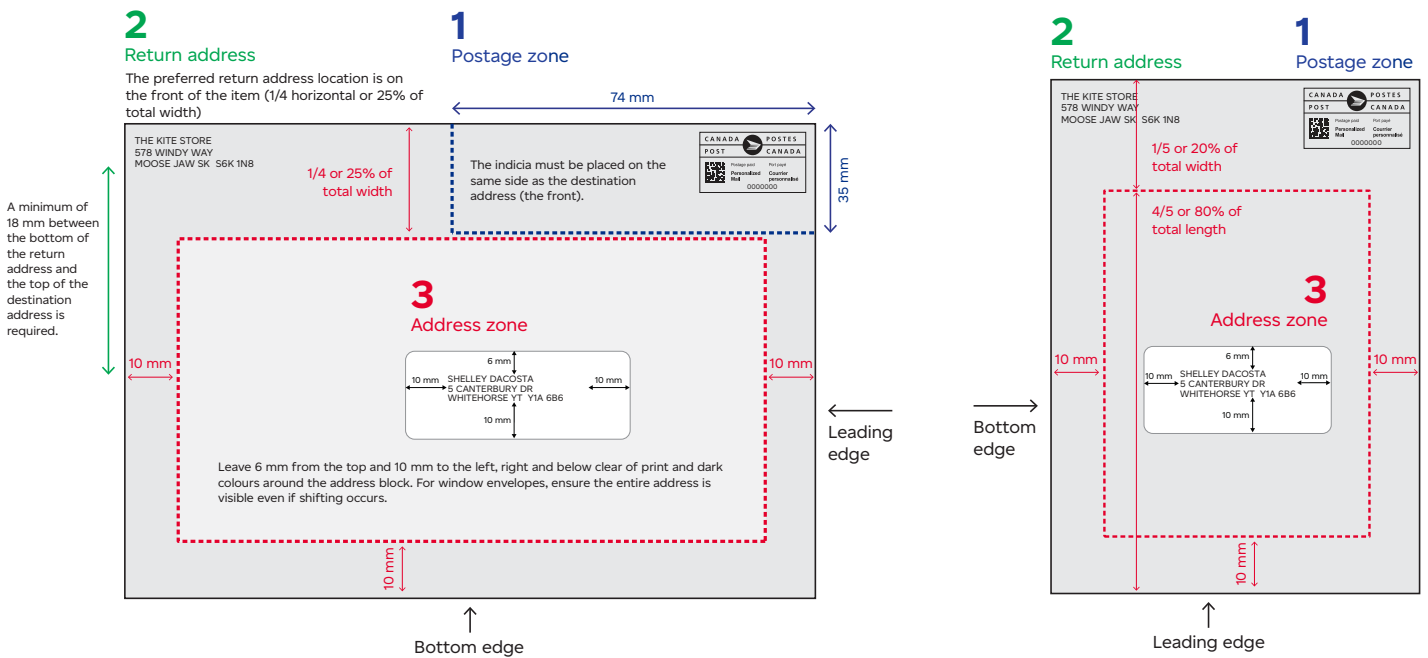 2
Return address
The preferred return address location is on
the front of the item (1/4 horizontal or 25% of
total width)
1
Postage zone
74 mm
THE KITE STORE
578 WINDY WAY
MOOSE JAW SK  S6K 1N8
1/4 or 25% of
total width
The indicia must be placed on the
same side as the destination
address (the front).
CANADA POSTES
POST CANADA
Postage paid Port payé
Personalized Courrier
Mail personnalisé
0000000
35 mm
A minimum of
18 mm between
the bottom of
the return
address and
the top of the
destination
address is
required.
3
Address zone
10 mm
10 mm
6 mm
10 mm
SHELLEY DACOSTA
5 CANTERBURY DR
WHITEHORSE YT  Y1A 6B6
10 mm
10 mm
Leave 6 mm from the top and 10 mm to the left, right and below clear of print and dark
colours around the address block. For window envelopes, ensure the entire address is
visible even if shifting occurs.
10 mm
Leading
edge
Bottom edge
2
Return address
1
Postage zone
THE KITE STORE
578 WINDY WAY
MOOSE JAW SK  S6K 1N8
CANADA POSTES
POST CANADA
Postage paid Port payé
Personalized Courrier
Mail personnalisé
0000000
1/5 or 20% of
total width
4/5 or 80% of
total length
3
Address zone
10 mm
10 mm
6 mm
10 mm
SHELLEY DACOSTA
5 CANTERBURY DR
WHITEHORSE YT  Y1A 6B6
10 mm
10 mm
10 mm
Bottom
edge
Leading edge